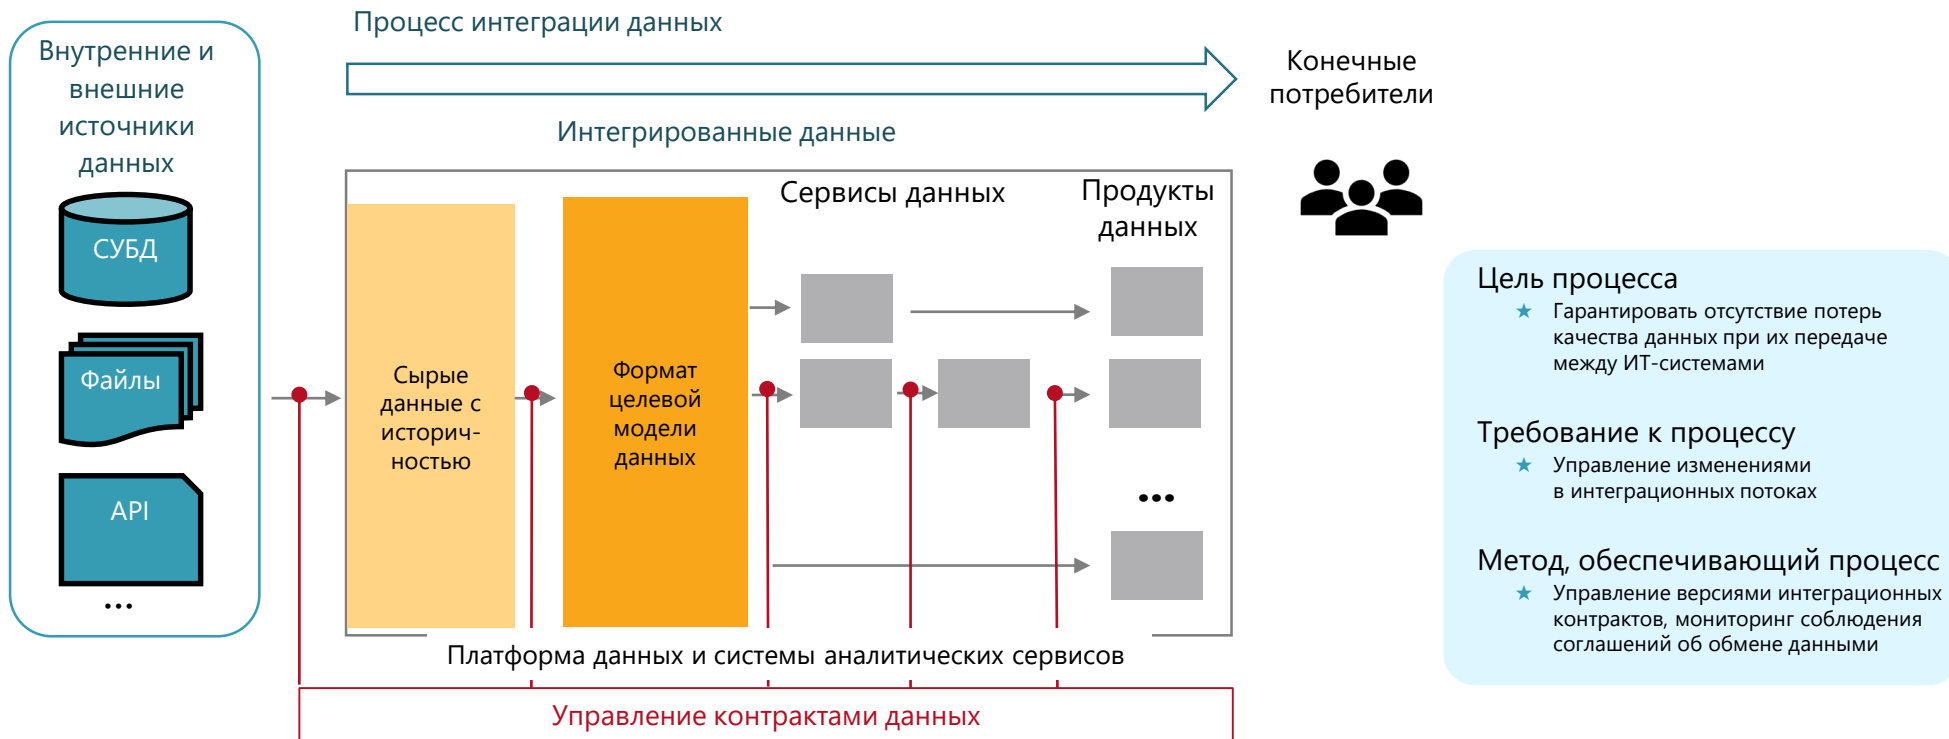 Процесс интеграции данных
Внутренние и
внешние
источники
данных
СУБД
Файлы
API
...
Интегрированные данные
Конечные
потребители
Сервисы данных
Продукты
данных
Сырые
данные с
историч-
ностью
Формат
целевой
модели
данных
...
Платформа данных и системы аналитических сервисов
Управление контрактами данных
Цель процесса
Гарантировать отсутствие потерь
качества данных при их передаче
между ИТ-системами
Требование к процессу
Управление изменениями
в интеграционных потоках
Метод, обеспечивающий процесс
Управление версиями интеграционных
контрактов, мониторинг соблюдения
соглашений об обмене данными